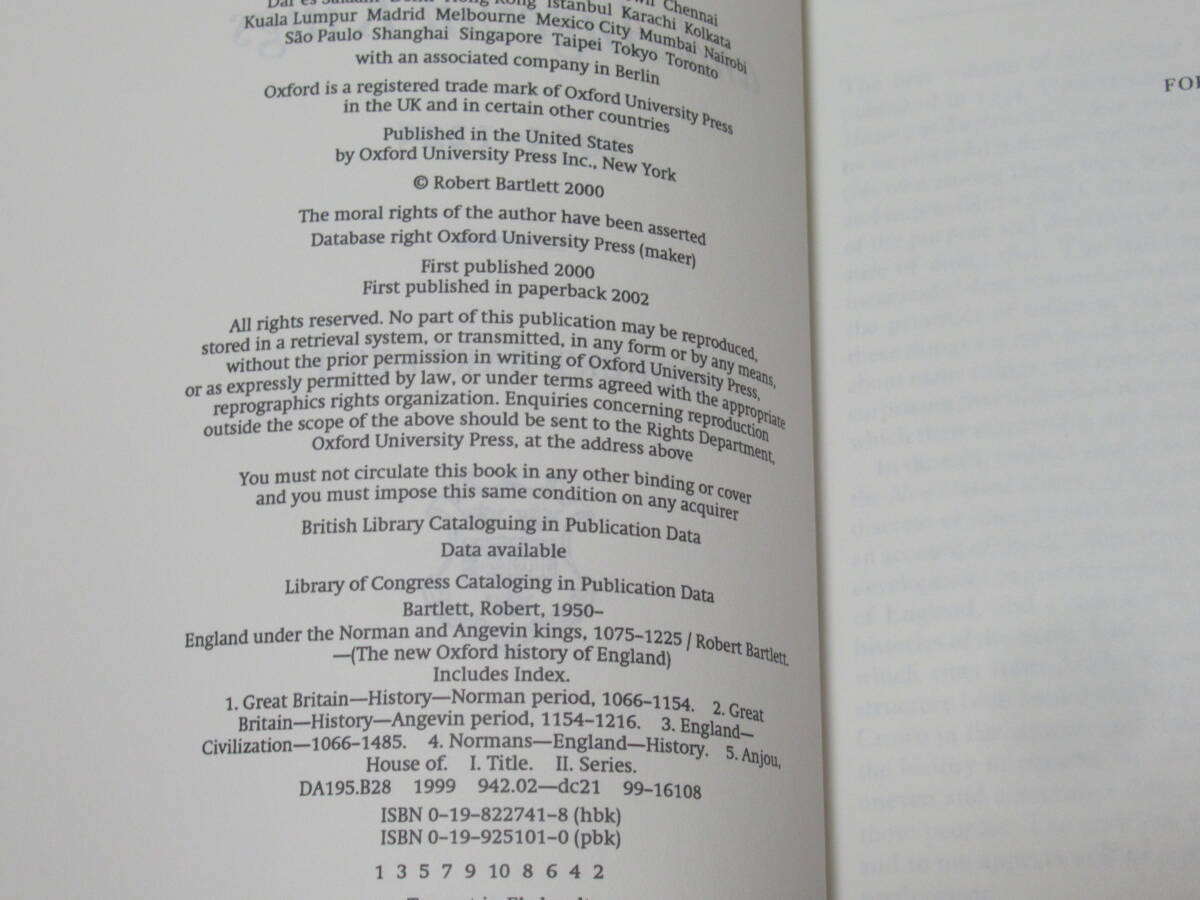 Dar es Salaam Delhi Hong Kong Istanbul Karachi Kolkata
Kuala Lumpur Madrid Melbourne Mexico City Mumbai Nairobi
São Paulo Shanghai Singapore Taipei Tokyo Toronto
with an associated company in Berlin
Oxford is a registered trade mark of Oxford University Press
in the UK and in certain other countries
Published in the United States
by Oxford University Press Inc., New York
© Robert Bartlett 2000
The moral rights of the author have been asserted
Database right Oxford University Press (maker)
First published 2000
First published in paperback 2002
All rights reserved. No part of this publication may be reproduced,
stored in a retrieval system, or transmitted, in any form or by any means,
without the prior permission in writing of Oxford University Press,
or as expressly permitted by law, or under terms agreed with the appropriate
reprographics rights organization. Enquiries concerning reproduction
outside the scope of the above should be sent to the Rights Department,
Oxford University Press, at the address above
You must not circulate this book in any other binding or cover
and you must impose this same condition on any acquirer
British Library Cataloguing in Publication Data
Data available
Library of Congress Cataloging in Publication Data
Bartlett, Robert, 1950–
England under the Norman and Angevin kings, 1075–1225 / Robert Bartlett.
—(The new Oxford history of England)
Includes Index.
1. Great Britain—History—Norman period, 1066–1154. 2. Great
Britain—History—Angevin period, 1154–1216. 3. England—
Civilization—1066–1485. 4. Normans—England—History. 5. Anjou,
House of. I. Title. II. Series.
DA195.B28 1999 942.02—dc21 99–16108
ISBN 0–19–822741–8 (hbk)
ISBN 0–19–925101–0 (pbk)
1 3 5 7 9 10 8 6 4 2
FOR